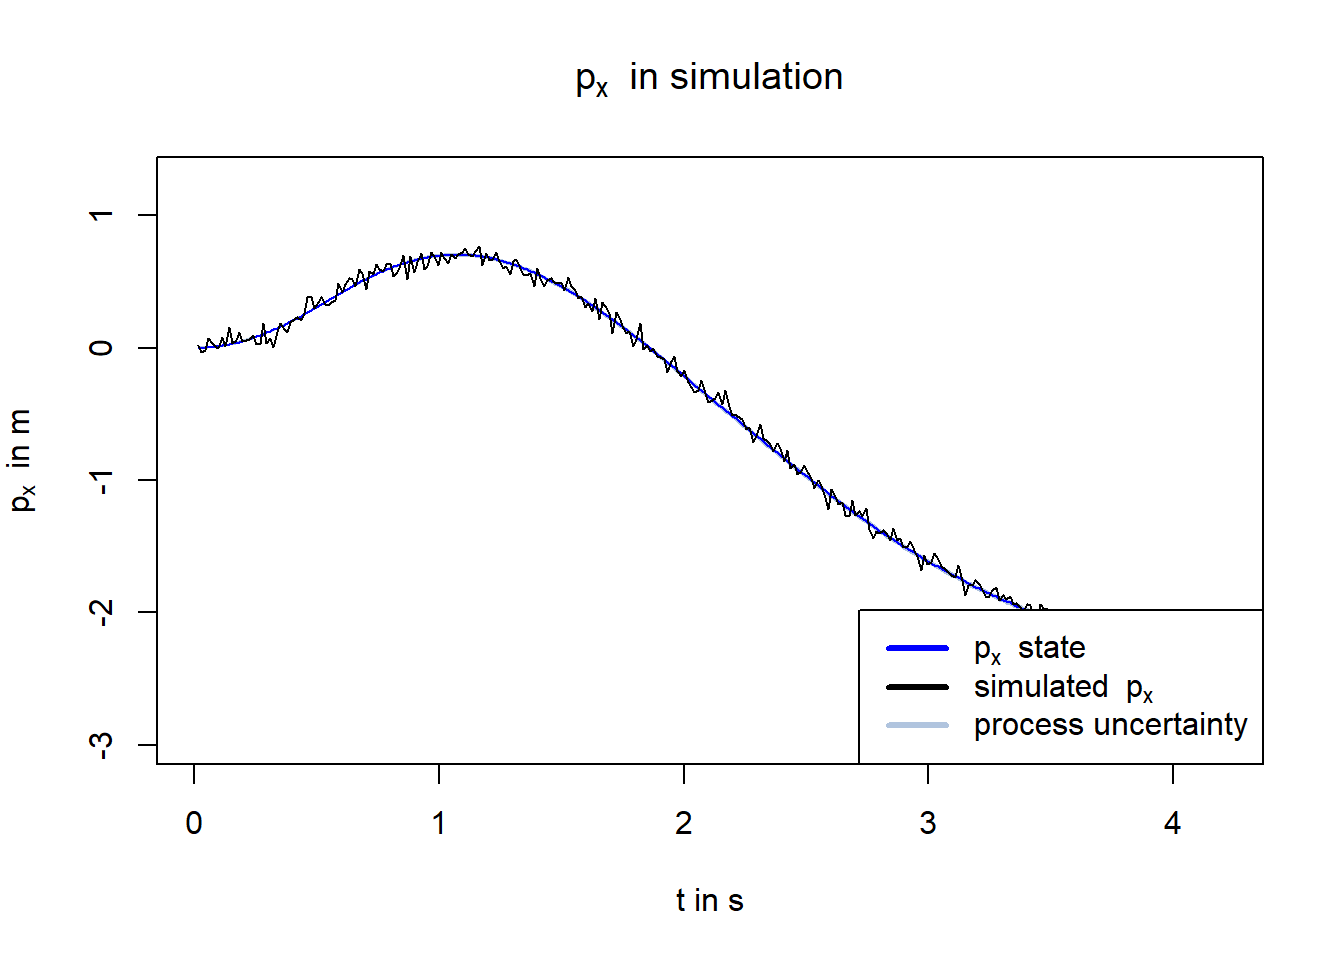 pₓ in simulation
pₓ in m
1
0
-1
-2
-3
pₓ state
simulated pₓ
process uncertainty
0 1 2 3 4
t in s